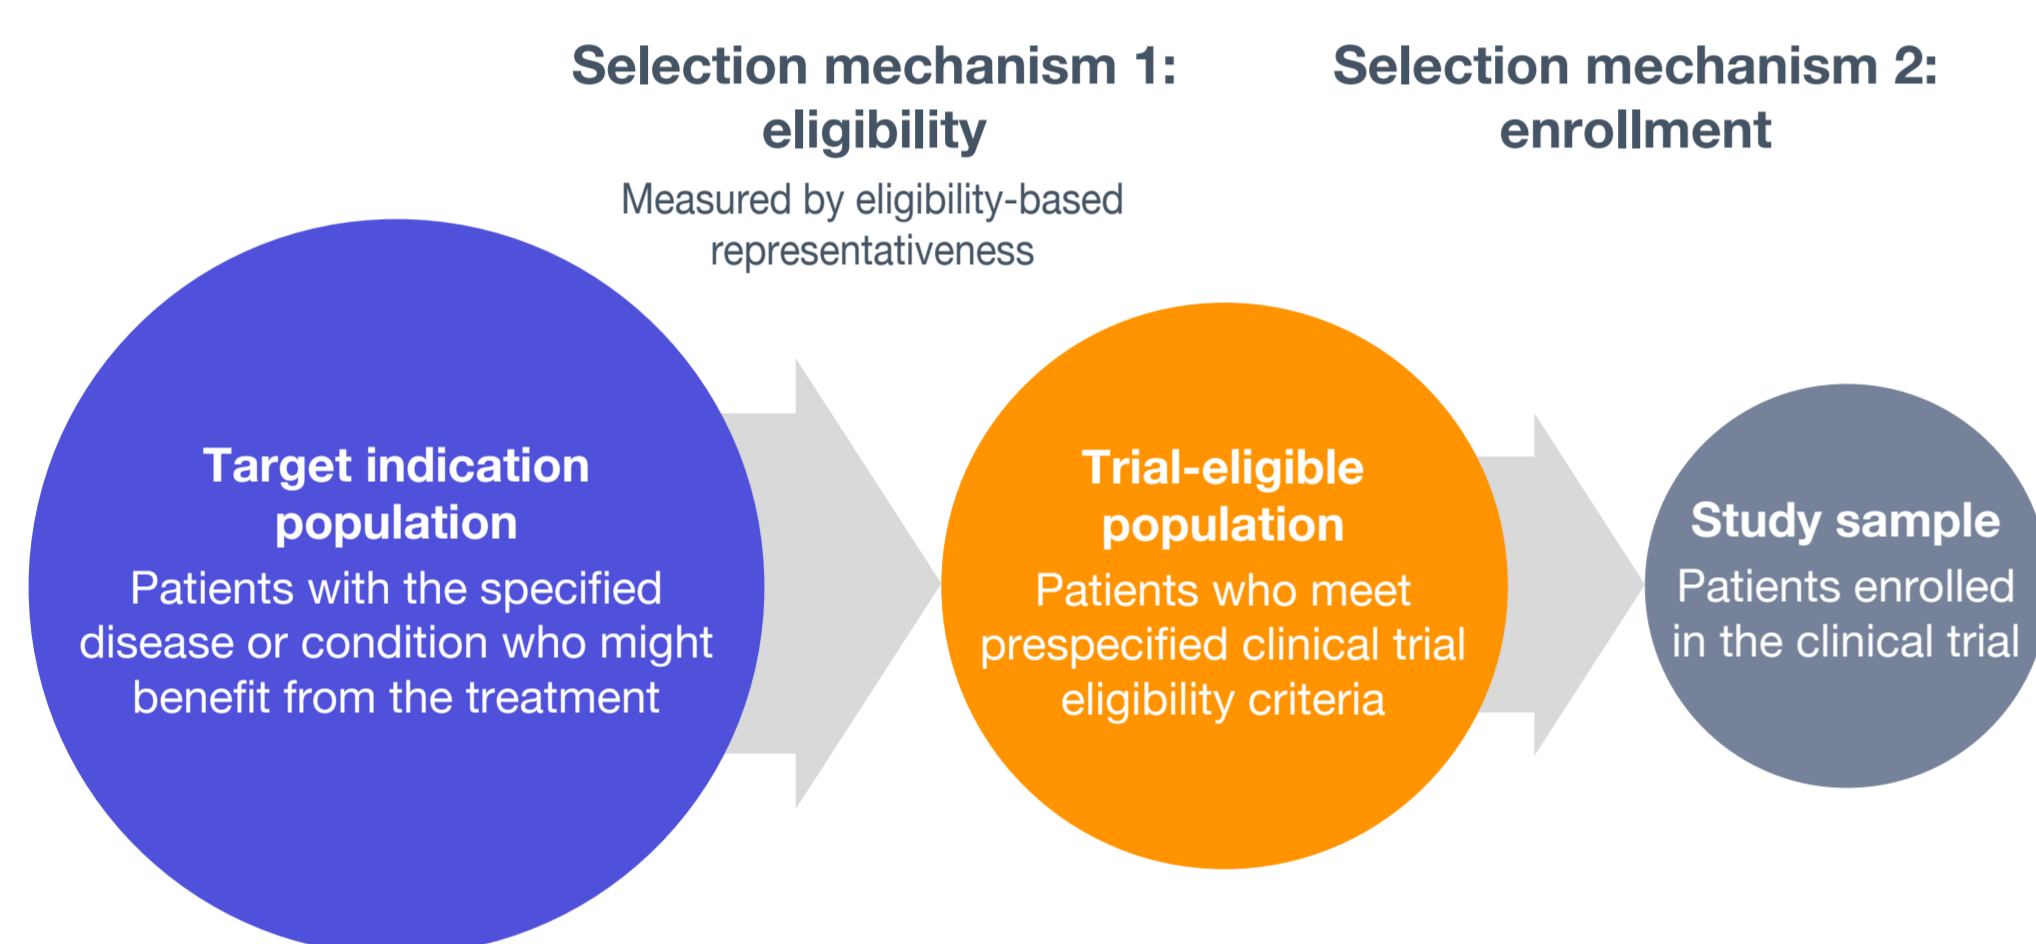 Selection mechanism 1:
eligibility
Measured by eligibility-based
representativeness
Selection mechanism 2:
enrollment
Target indication
population
Patients with the specified
disease or condition who might
benefit from the treatment
Trial-eligible
population
Patients who meet
prespecified clinical trial
eligibility criteria
Study sample
Patients enrolled
in the clinical trial